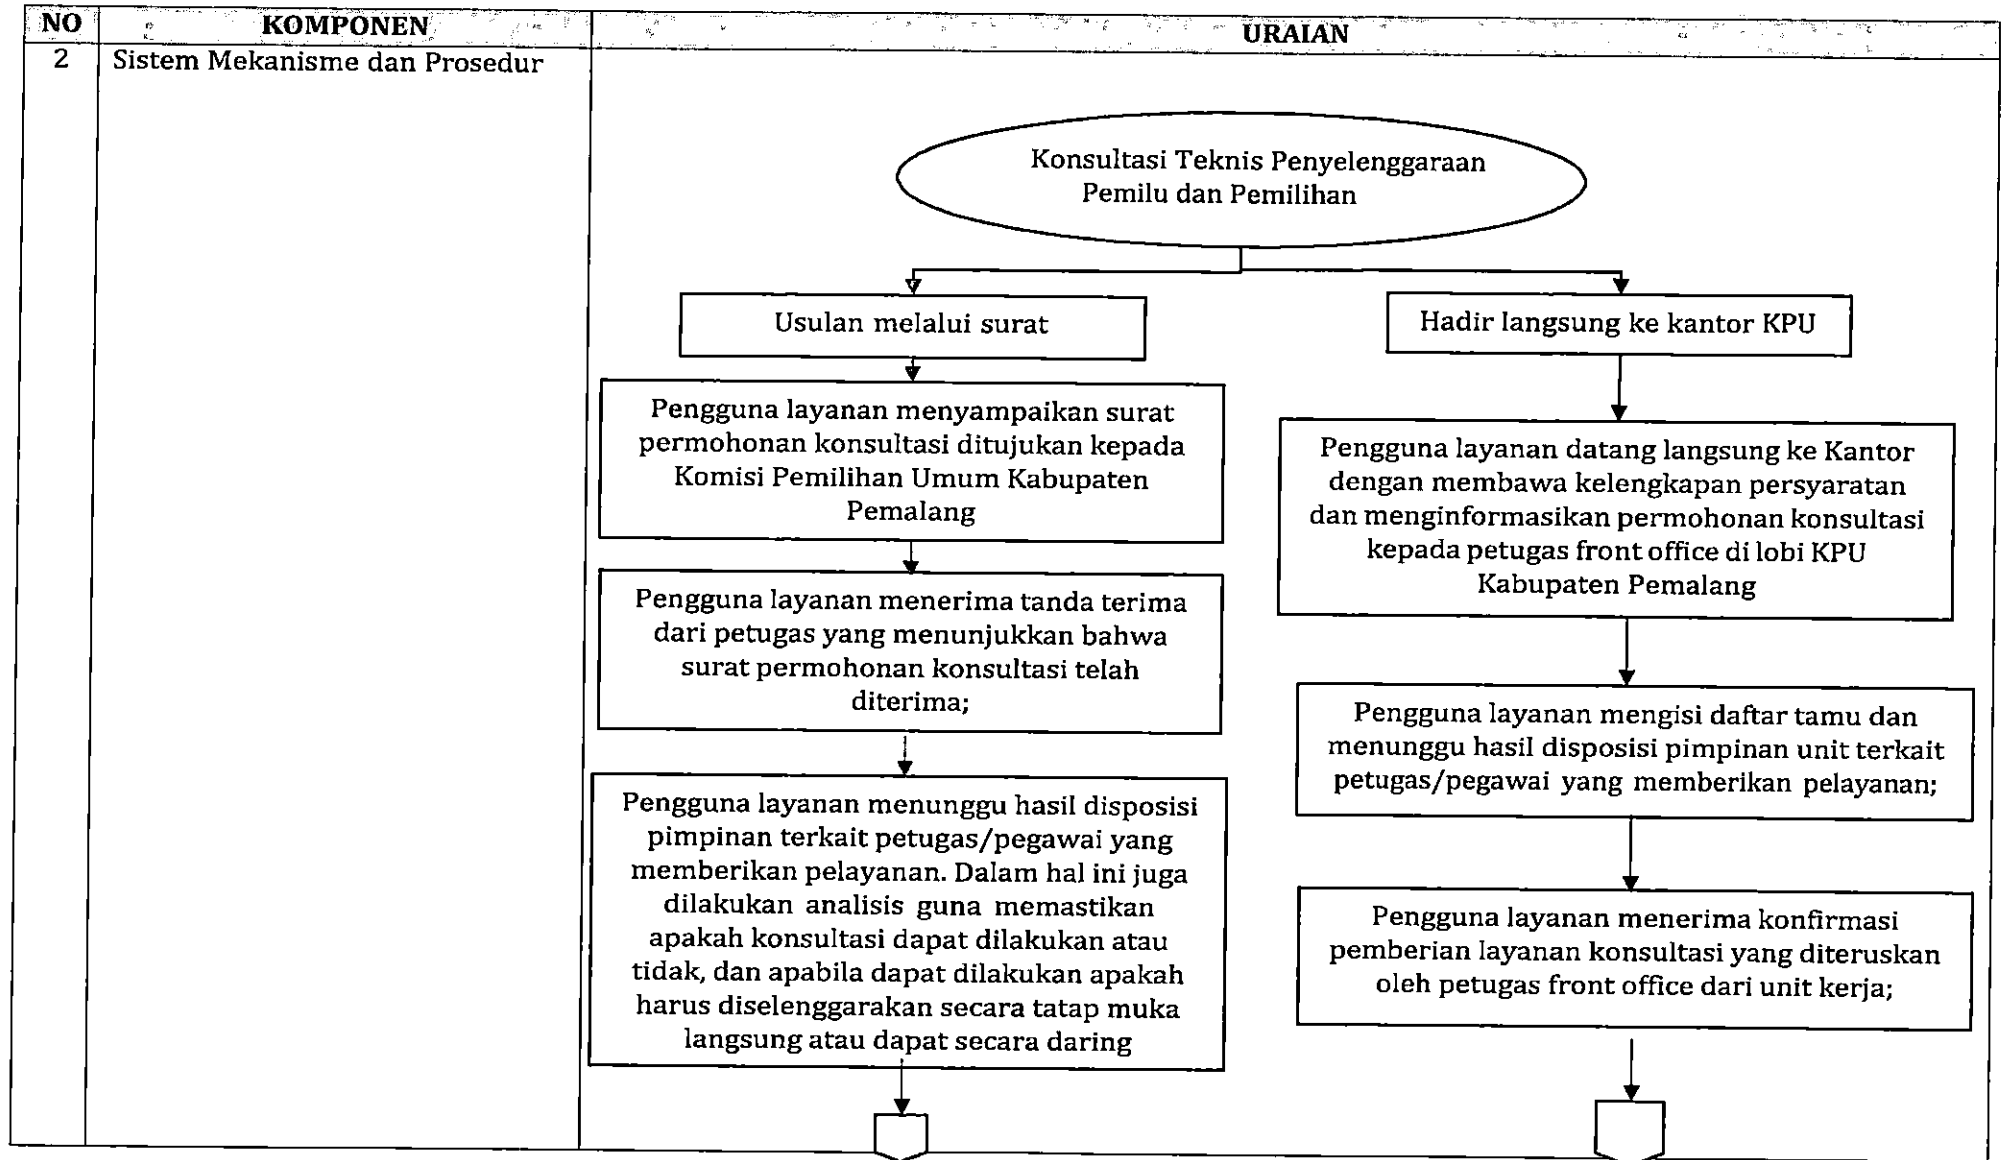 NO KOMPONEN URAIAN
2 Sistem Mekanisme dan Prosedur
Konsultasi Teknis Penyelenggaraan
Pemilu dan Pemilihan
Usulan melalui surat
Pengguna layanan menyampaikan surat
permohonan konsultasi ditujukan kepada
Komisi Pemilihan Umum Kabupaten
Pemalang
Pengguna layanan menerima tanda terima
dari petugas yang menunjukkan bahwa
surat permohonan konsultasi telah
diterima;
Pengguna layanan menunggu hasil disposisi
pimpinan terkait petugas/pegawai yang
memberikan pelayanan. Dalam hal ini juga
dilakukan analisis guna memastikan
apakah konsultasi dapat dilakukan atau
tidak, dan apabila dapat dilakukan apakah
harus diselenggarakan secara tatap muka
langsung atau dapat secara daring
Hadir langsung ke kantor KPU
Pengguna layanan datang langsung ke Kantor
dengan membawa kelengkapan persyaratan
dan menginformasikan permohonan konsultasi
kepada petugas front office di lobi KPU
Kabupaten Pemalang
Pengguna layanan mengisi daftar tamu dan
menunggu hasil disposisi pimpinan unit terkait
petugas/pegawai yang memberikan pelayanan;
Pengguna layanan menerima konfirmasi
pemberian layanan konsultasi yang diteruskan
oleh petugas front office dari unit kerja;